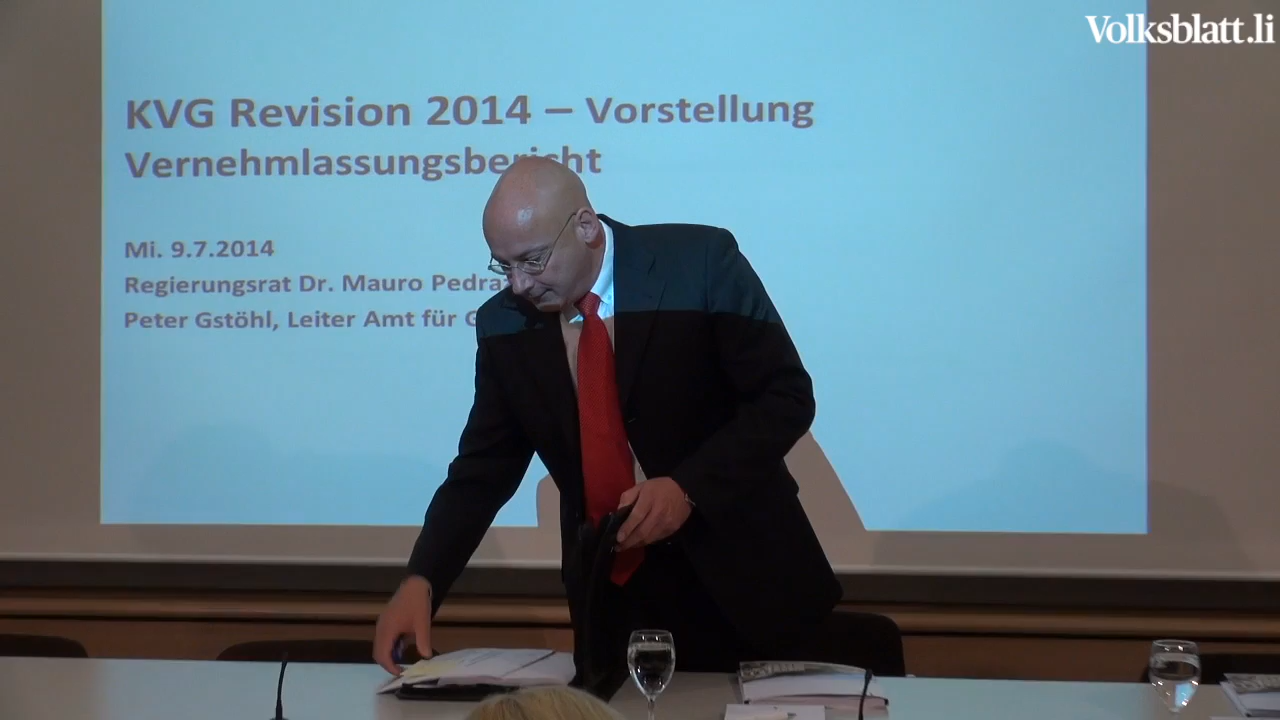 Volksblatt.li
KVG Revision 2014 – Vorstellung
Vernehmlassungsbericht
Mi. 9.7.2014
Regierungsrat Dr. Mauro
Peter Gstöhl, Leiter Amt für